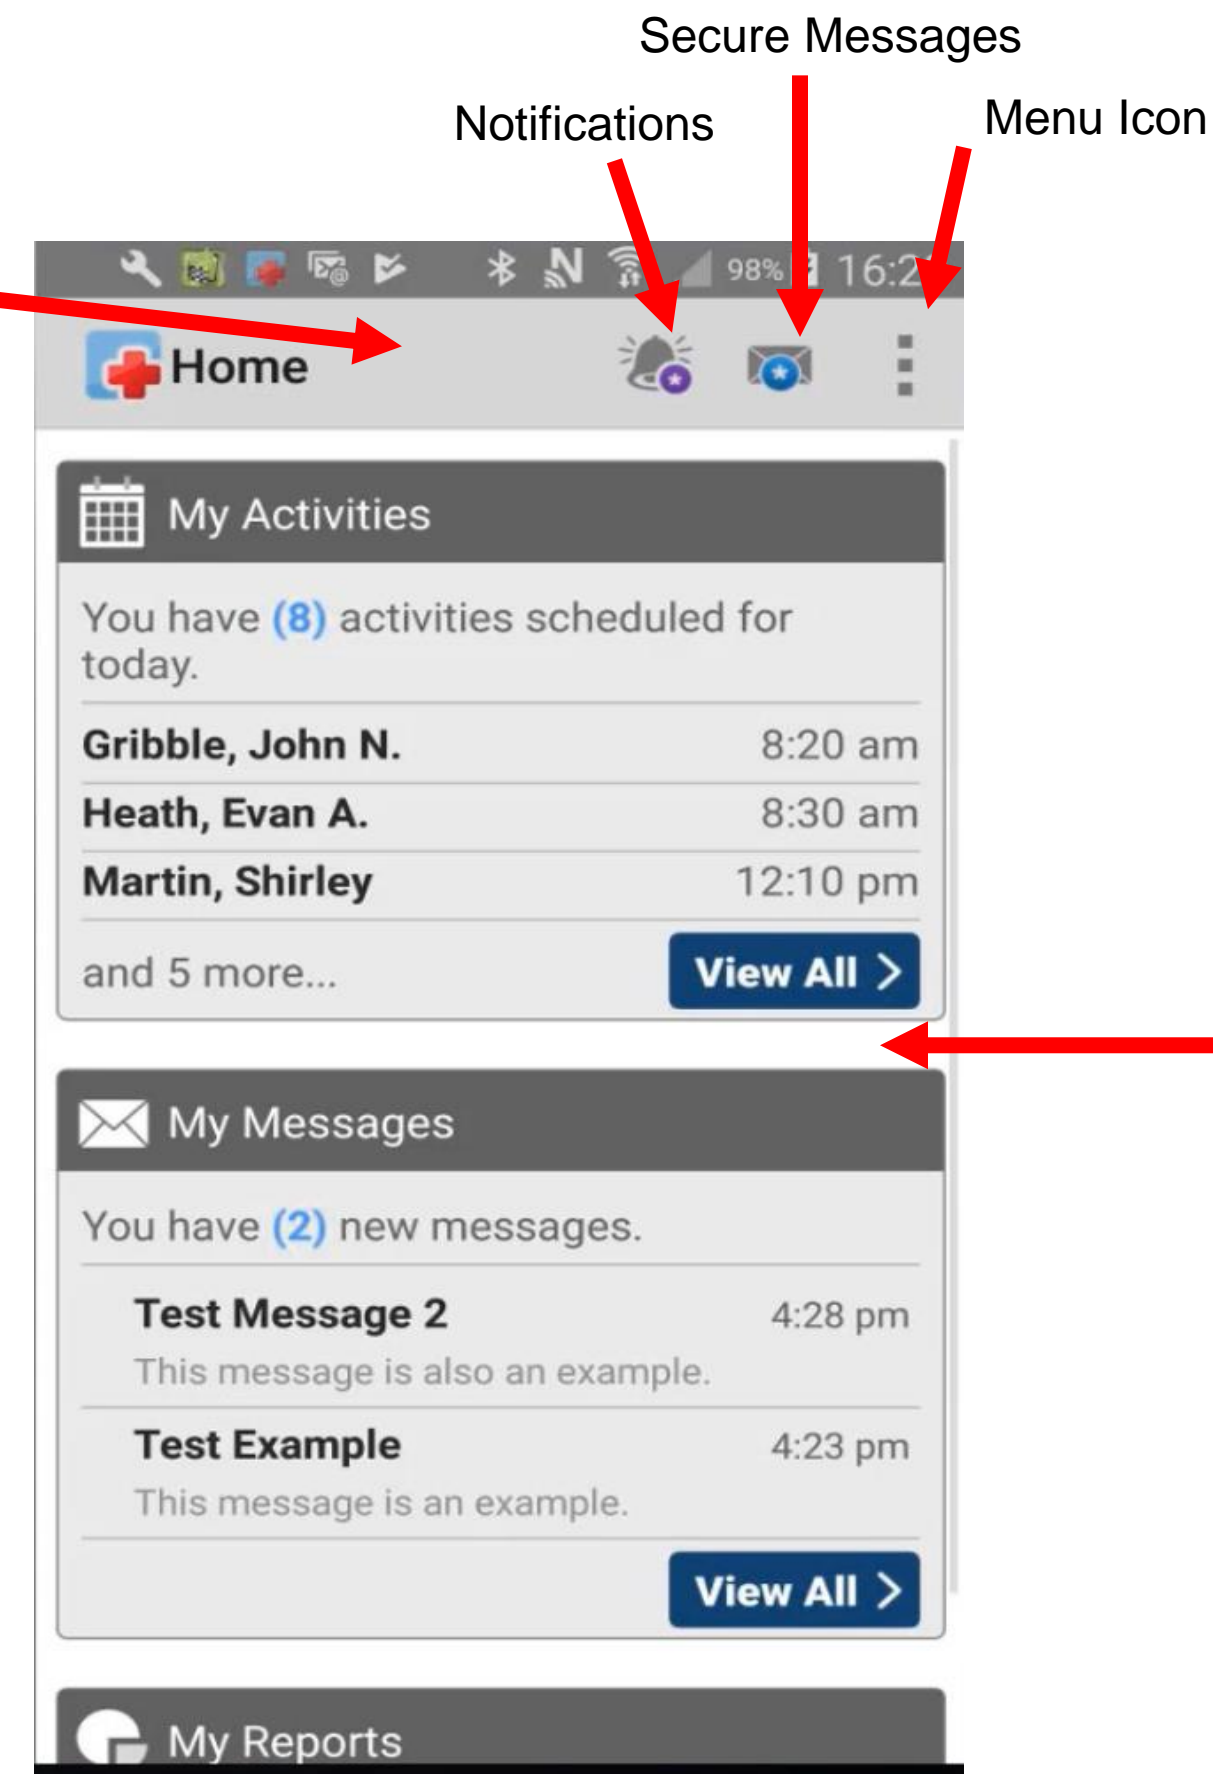 Secure Messages
Notifications
Menu Icon
98%
Home
My Activities
You have (8) activities scheduled for
today.
Gribble, John N. 8:20 am
Heath, Evan A. 8:30 am
Martin, Shirley 12:10 pm
and 5 more... View All >
My Messages
You have (2) new messages.
Test Message 2 4:28 pm
This message is also an example.
Test Example 4:23 pm
This message is an example.
View All >
My Reports